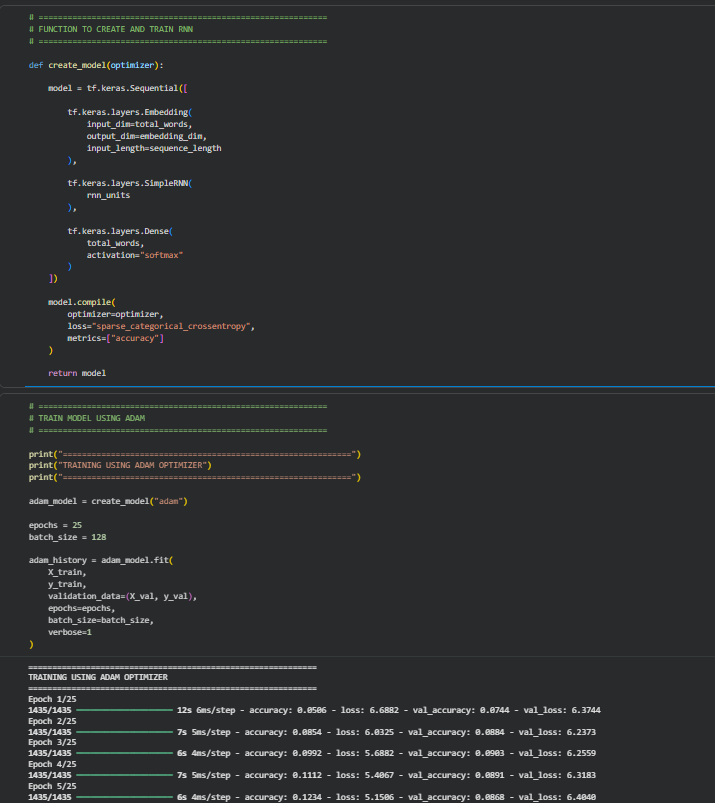 # ============================================================
# FUNCTION TO CREATE AND TRAIN RNN
# ============================================================
def create_model(optimizer):
model = tf.keras.Sequential([
tf.keras.layers.Embedding(
input_dim=total_words,
output_dim=embedding_dim,
input_length=sequence_length
),
tf.keras.layers.SimpleRNN(
rnn_units
),
tf.keras.layers.Dense(
total_words,
activation="softmax"
)
])
model.compile(
optimizer=optimizer,
loss="sparse_categorical_crossentropy",
metrics=["accuracy"]
)
return model
# ============================================================
# TRAIN MODEL USING ADAM
# ============================================================
print("============================================================")
print("TRAINING USING ADAM OPTIMIZER")
print("============================================================")
adam_model = create_model("adam")
epochs = 25
batch_size = 128
adam_history = adam_model.fit(
X_train,
y_train,
validation_data=(X_val, y_val),
epochs=epochs,
batch_size=batch_size,
verbose=1
)
============================================================
TRAINING USING ADAM OPTIMIZER
============================================================
Epoch 1/25
1435/1435 ━━━━━━━━━━━━━━━━━━━━ 12s 6ms/step - accuracy: 0.0506 - loss: 6.6882 - val_accuracy: 0.0744 - val_loss: 6.3744
Epoch 2/25
1435/1435 ━━━━━━━━━━━━━━━━━━━━ 7s 5ms/step - accuracy: 0.0854 - loss: 6.0325 - val_accuracy: 0.0884 - val_loss: 6.2373
Epoch 3/25
1435/1435 ━━━━━━━━━━━━━━━━━━━━ 6s 4ms/step - accuracy: 0.0992 - loss: 5.6882 - val_accuracy: 0.0903 - val_loss: 6.2559
Epoch 4/25
1435/1435 ━━━━━━━━━━━━━━━━━━━━ 7s 5ms/step - accuracy: 0.1112 - loss: 5.4067 - val_accuracy: 0.0891 - val_loss: 6.3183
Epoch 5/25
1435/1435 ━━━━━━━━━━━━━━━━━━━━ 6s 4ms/step - accuracy: 0.1234 - loss: 5.1506 - val_accuracy: 0.0868 - val_loss: 6.4040